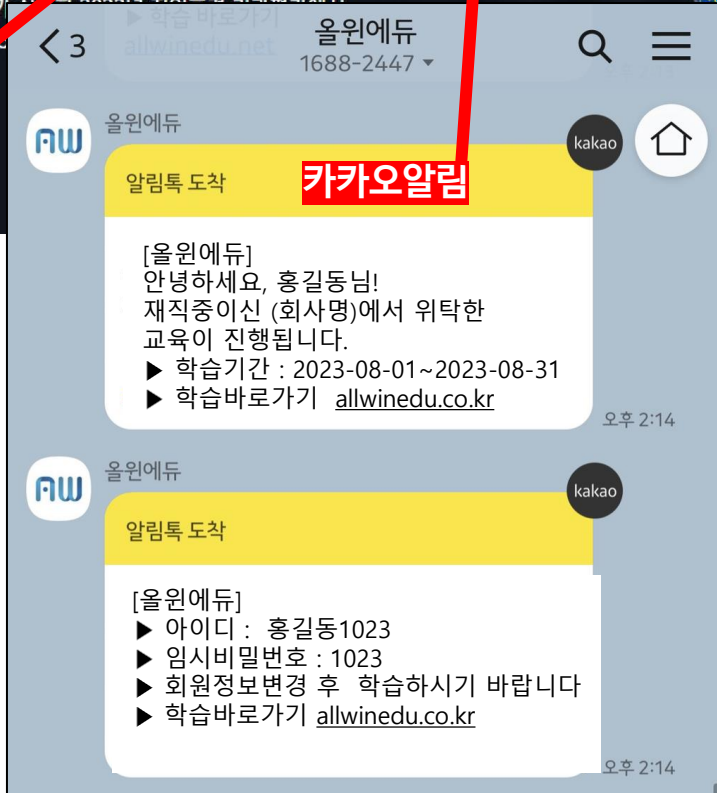 ▶ 학습 바로가기
allwinedu.net
3
올윈에듀
1688-2447
올윈에듀
kakao
알림톡 도착
카카오알림
[올윈에듀]
안녕하세요, 홍길동님!
재직중이신 (회사명)에서 위탁한
교육이 진행됩니다.
▶ 학습기간 : 2023-08-01~2023-08-31
▶ 학습바로가기 allwinedu.co.kr
오후 2:14
올윈에듀
kakao
알림톡 도착
[올윈에듀]
▶ 아이디 : 홍길동1023
▶ 임시비밀번호 : 1023
▶ 회원정보변경 후 학습하시기 바랍니다
▶ 학습바로가기 allwinedu.co.kr
오후 2:14